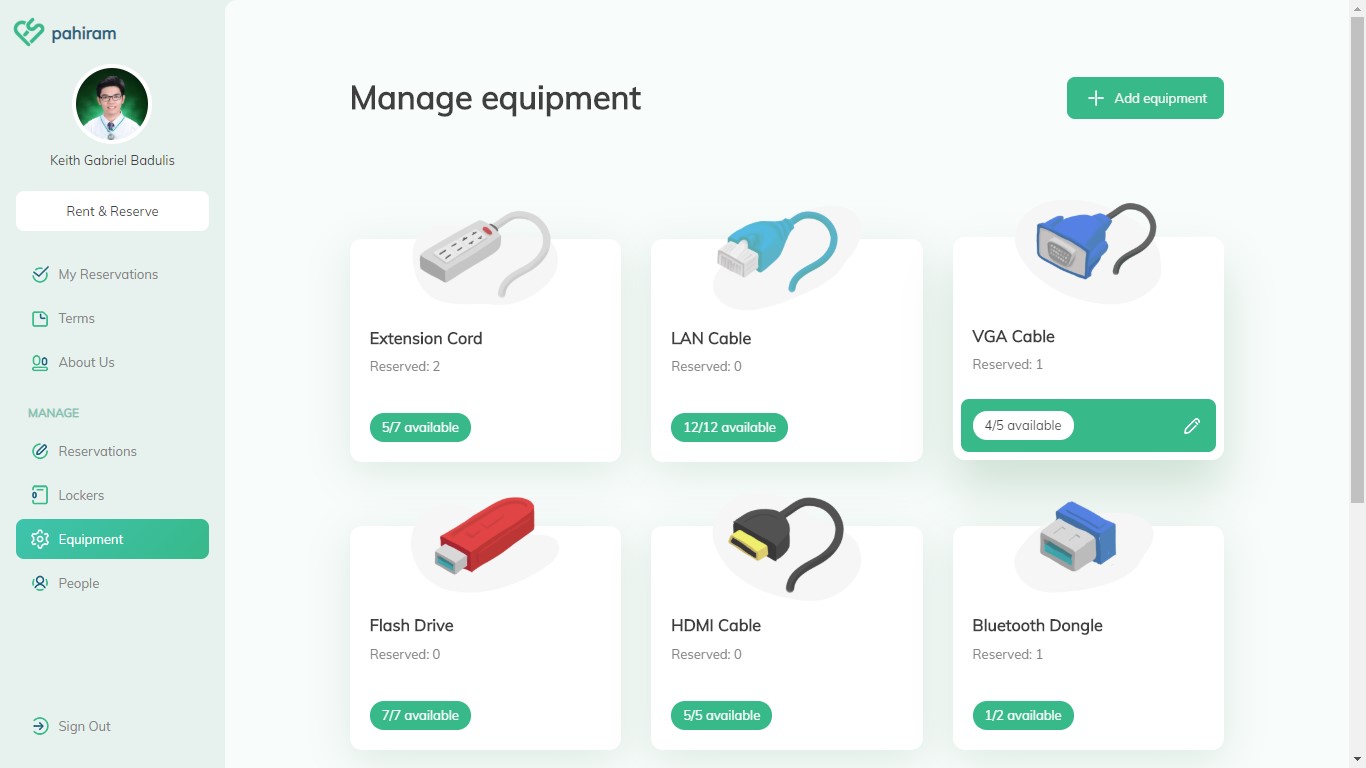 pahiram
Keith Gabriel Badulis
Rent & Reserve
My Reservations
Terms
About Us
MANAGE
Reservations
Lockers
Equipment
People
Sign Out
Manage equipment
Add equipment
Extension Cord
Reserved: 2
5/7 available
LAN Cable
Reserved: 0
12/12 available
VGA Cable
Reserved: 1
4/5 available
Flash Drive
Reserved: 0
7/7 available
HDMI Cable
Reserved: 0
5/5 available
Bluetooth Dongle
Reserved: 1
1/2 available